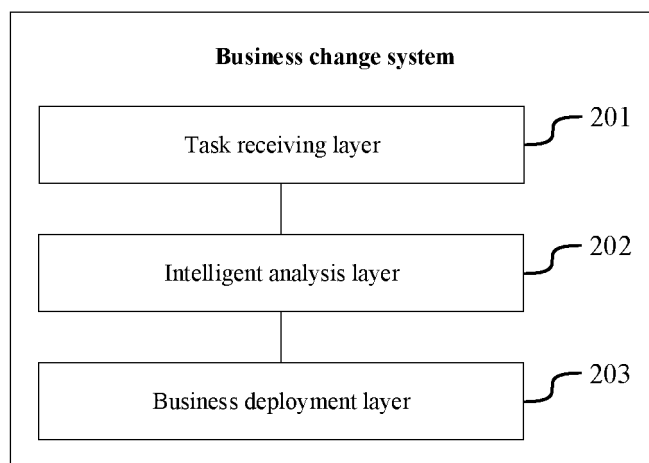 Business change system
Task receiving layer
201
Intelligent analysis layer
202
Business deployment layer
203